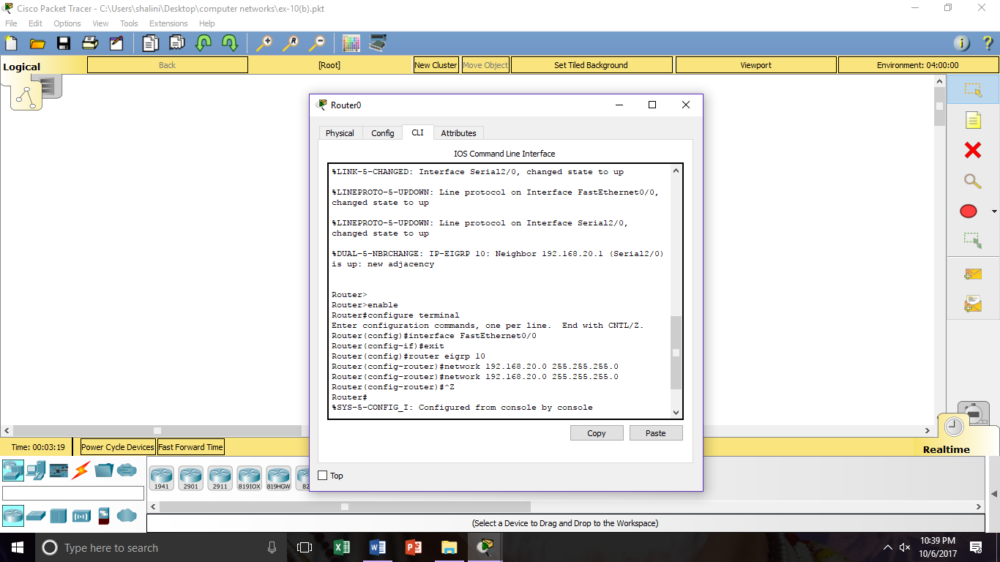 Cisco Packet Tracer - C:\Users\shalini\Desktop\computer networks\ex-10(b).pkt
File Edit Options View Tools Extensions Help
Logical
Back
[Root]
New Cluster
Move Object
Set Tiled Background
Viewport
Environment: 04:00:00
Router0
Physical Config CLI Attributes
IOS Command Line Interface
%LINK-5-CHANGED: Interface Serial2/0, changed state to up
%LINEPROTO-5-UPDOWN: Line protocol on Interface FastEthernet0/0,
changed state to up
%LINEPROTO-5-UPDOWN: Line protocol on Interface Serial2/0,
changed state to up
%DUAL-5-NBRCHANGE: IP-EIGRP 10: Neighbor 192.168.20.1 (Serial2/0)
is up: new adjacency
Router>
Router>enable
Router#configure terminal
Enter configuration commands, one per line.  End with CNTL/Z.
Router(config)#interface FastEthernet0/0
Router(config-if)#exit
Router(config)#router eigrp 10
Router(config-router)#network 192.168.20.0 255.255.255.0
Router(config-router)#network 192.168.20.0 255.255.255.0
Router(config-router)#^Z
Router#
%SYS-5-CONFIG_I: Configured from console by console
Copy Paste
Top
Time: 00:03:19
Power Cycle Devices
Fast Forward Time
Realtime
1941 2901 2911 819IOX 819HGW 82
(Select a Device to Drag and Drop to the Workspace)
Type here to search
10:39 PM
10/6/2017